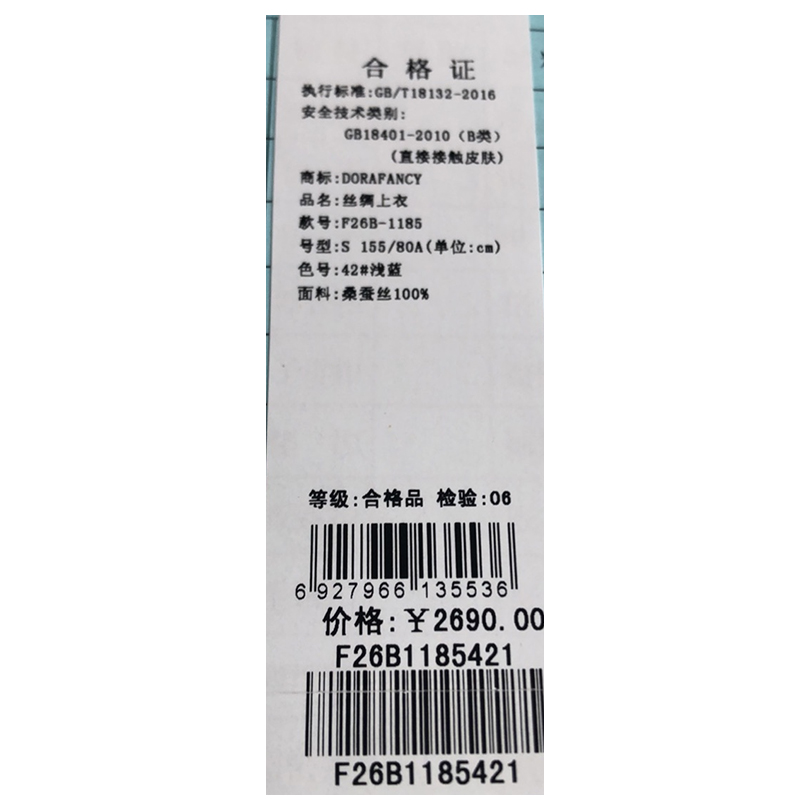 合格证
执行标准:GB/T18132-2016
安全技术类别:
GB18401-2010（B类）
(直接接触皮肤)
商标:DORAFANCY
品名:丝绸上衣
款号:F26B-1185
号型:S 155/80A(单位:cm)
色号:42#浅蓝
面料:桑蚕丝100%
等级:合格品 检验:06
6 927966 135536
价格:¥2690.00
F26B1185421
F26B1185421